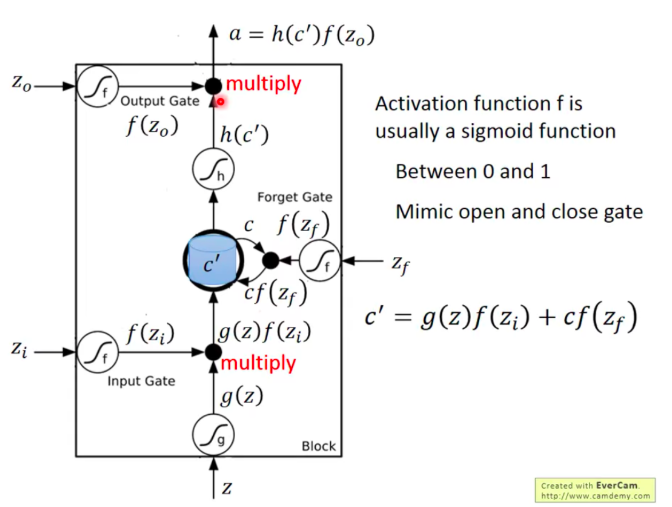 a = h(c′)f(z_o)
z_o
f
multiply
Output Gate
f(z_o)
h(c′)
h
Activation function f is
usually a sigmoid function
Between 0 and 1
Mimic open and close gate
Forget Gate
c
f(z_f)
c′
f
z_f
cf(z_f)
c′ = g(z)f(z_i) + cf(z_f)
f(z_i)
g(z)f(z_i)
z_i
f
multiply
Input Gate
g(z)
g
Block
z
Created with EverCam.
http://www.camdemy.com